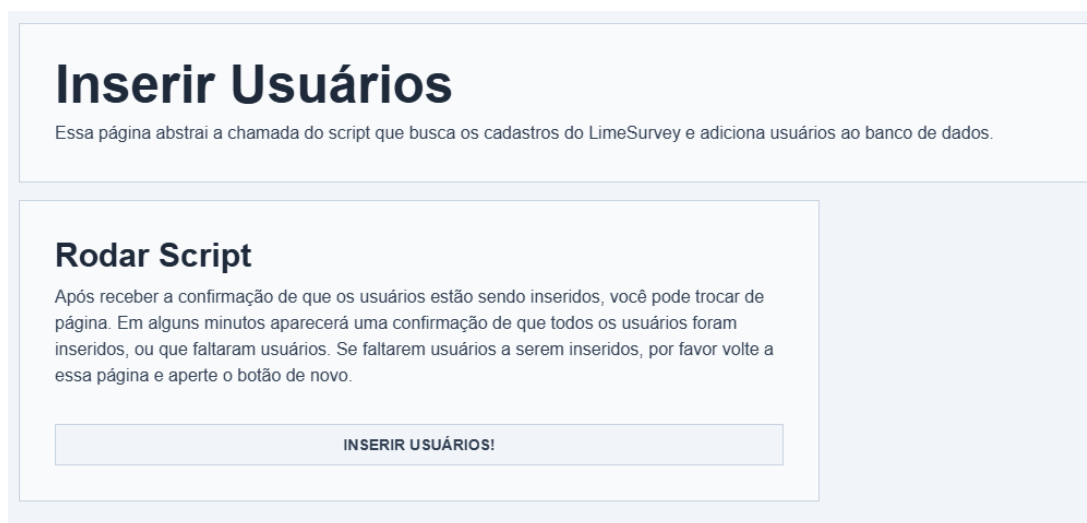 Inserir Usuários
Essa página abstrai a chamada do script que busca os cadastros do LimeSurvey e adiciona usuários ao banco de dados.
Rodar Script
Após receber a confirmação de que os usuários estão sendo inseridos, você pode trocar de
página. Em alguns minutos aparecerá uma confirmação de que todos os usuários foram
inseridos, ou que faltaram usuários. Se faltarem usuários a serem inseridos, por favor volte a
essa página e aperte o botão de novo.
INSERIR USUÁRIOS!